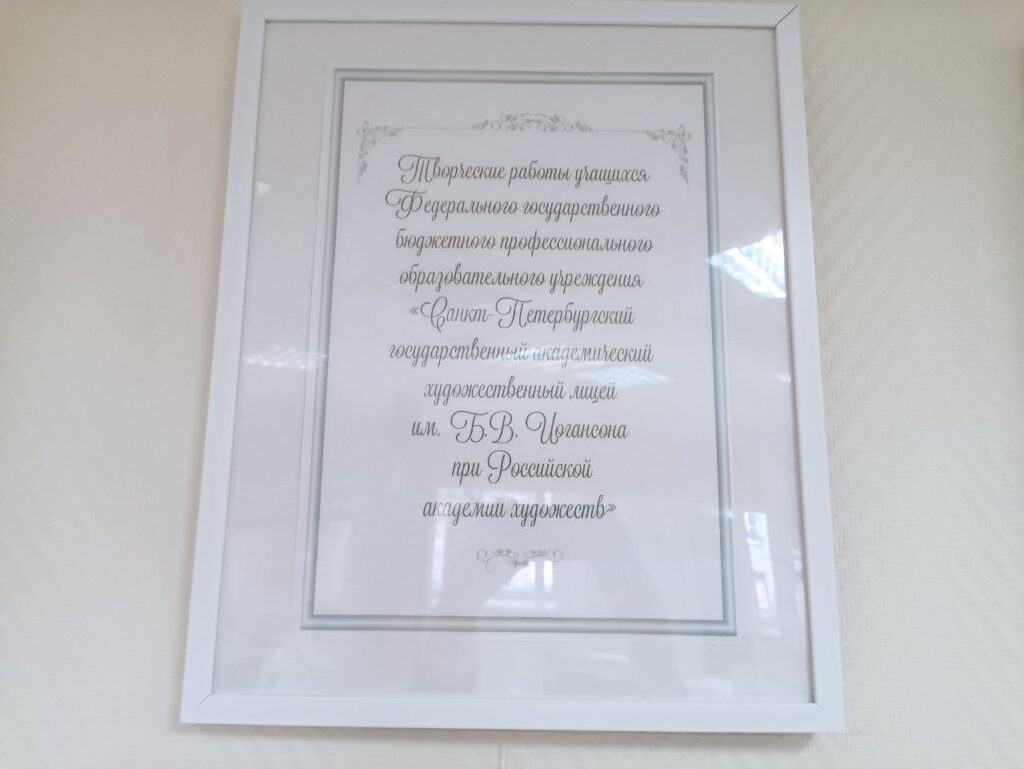 Творческие работы учащихся
Федерального государственного
бюджетного профессионального
образовательного учреждения
«Санкт-Петербургский
государственный академический
художественный лицей
им. Б.В. Иогансона
при Российской
академии художеств»